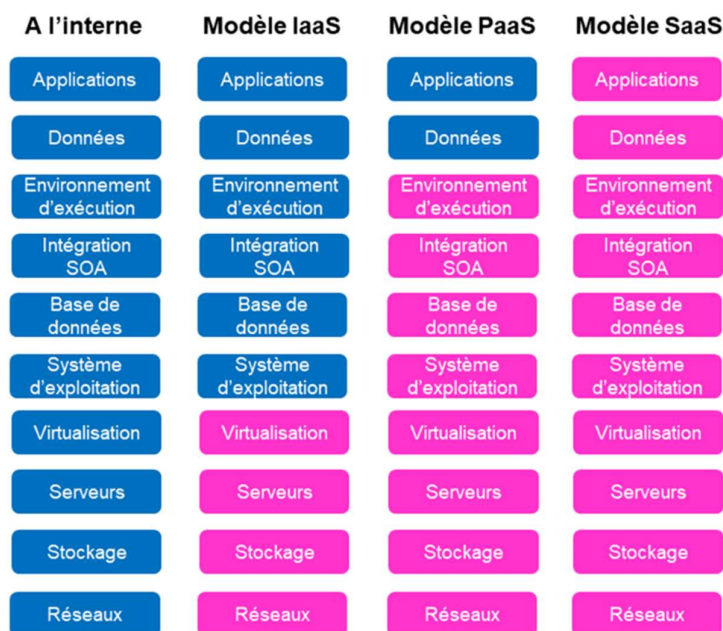 A l’interne
Modèle IaaS
Modèle PaaS
Modèle SaaS
Applications
Applications
Applications
Applications
Données
Données
Données
Données
Environnement
d’exécution
Environnement
d’exécution
Environnement
d’exécution
Environnement
d’exécution
Intégration
SOA
Intégration
SOA
Intégration
SOA
Intégration
SOA
Base de
données
Base de
données
Base de
données
Base de
données
Système
d’exploitation
Système
d’exploitation
Système
d’exploitation
Système
d’exploitation
Virtualisation
Virtualisation
Virtualisation
Virtualisation
Serveurs
Serveurs
Serveurs
Serveurs
Stockage
Stockage
Stockage
Stockage
Réseaux
Réseaux
Réseaux
Réseaux